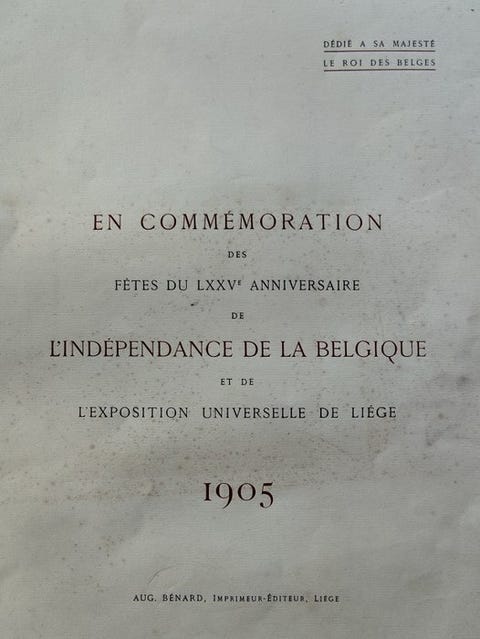 DÉDIÉ A SA MAJESTÉ
LE ROI DES BELGES
EN COMMÉMORATION
DES
FÊTES DU LXXVᴱ ANNIVERSAIRE
DE
L'INDÉPENDANCE DE LA BELGIQUE
ET DE
L'EXPOSITION UNIVERSELLE DE LIÉGE
1905
AUG. BÉNARD, IMPRIMEUR-ÉDITEUR, LIÉGE